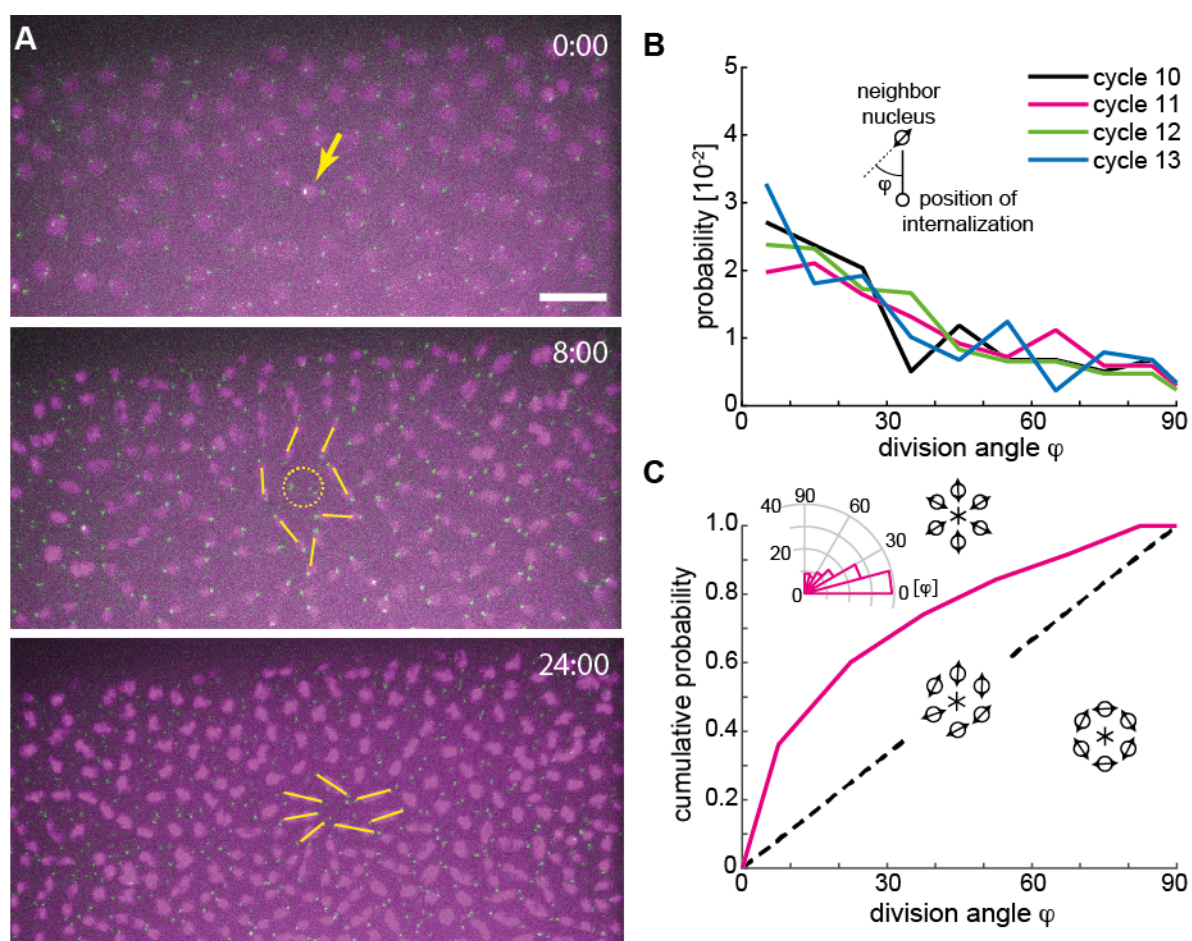 A
0:00
8:00
24:00
B
probability [10⁻²]
5
4
3
2
1
0
0
30
60
90
division angle φ
neighbor
nucleus
φ
position of
internalization
cycle 10
cycle 11
cycle 12
cycle 13
C
cumulative probability
1.0
0.8
0.6
0.4
0.2
0
0
30
60
90
division angle φ
40
20
0
90
60
30
0 [φ]